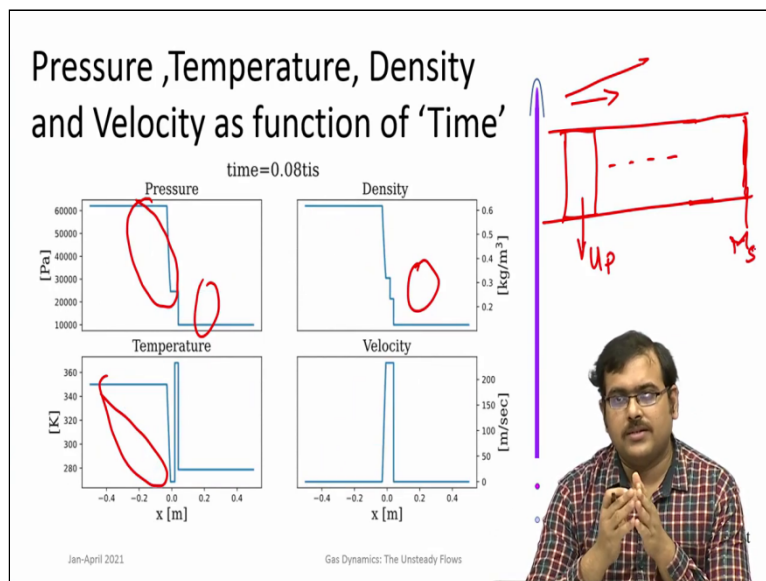 Pressure ,Temperature, Density
and Velocity as function of ‘Time’
time=0.08tis
Pressure
Density
60000
50000
40000
30000
20000
10000
[Pa]
0.6
0.5
0.4
0.3
0.2
[kg/m³]
Temperature
Velocity
360
340
320
300
280
[K]
200
150
100
50
0
[m/sec]
−0.4 −0.2 0.0 0.2 0.4
x [m]
−0.4 −0.2 0.0 0.2 0.4
x [m]
up
Ms
Jan-April 2021
Gas Dynamics: The Unsteady Flows